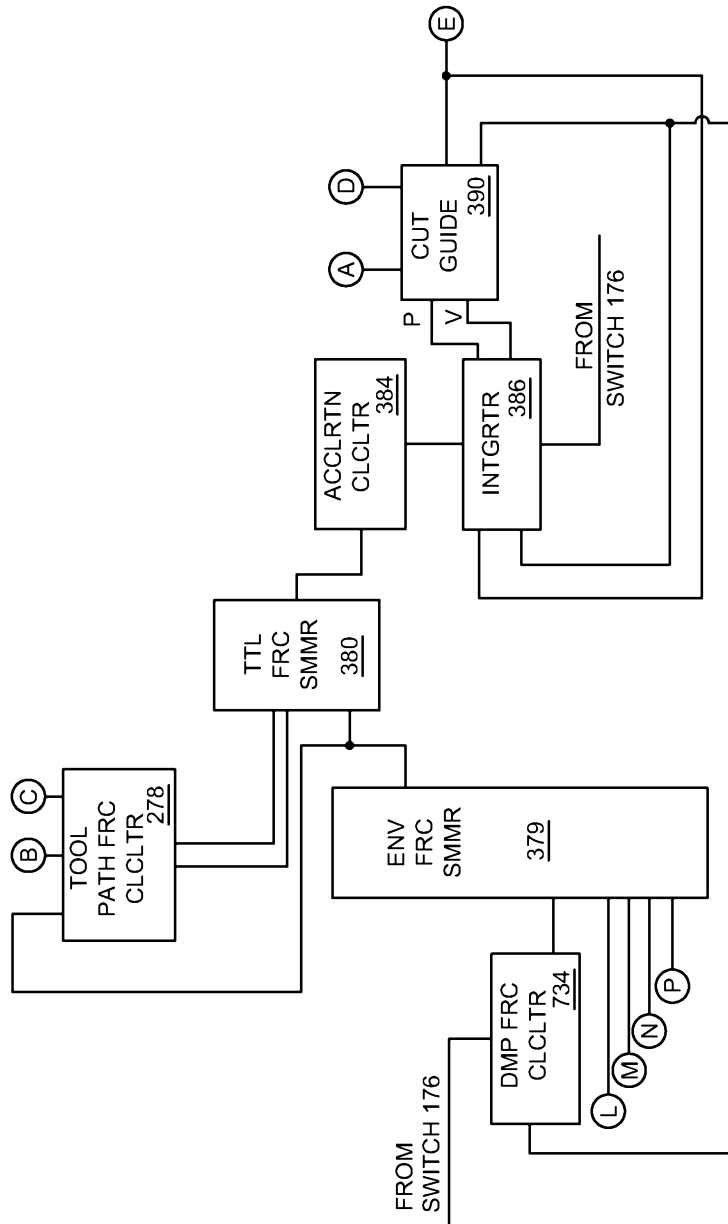 C
B
TOOL
PATH FRC
CLCLTR
278
TTL
FRC
SMMR
380
ENV
FRC
SMMR
379
DMP FRC
CLCLTR
734
FROM
SWITCH 176
L
M
N
P
ACCLRTN
CLCLTR
384
INTGRTR
386
P
V
CUT
GUIDE
390
A
D
E
FROM
SWITCH 176